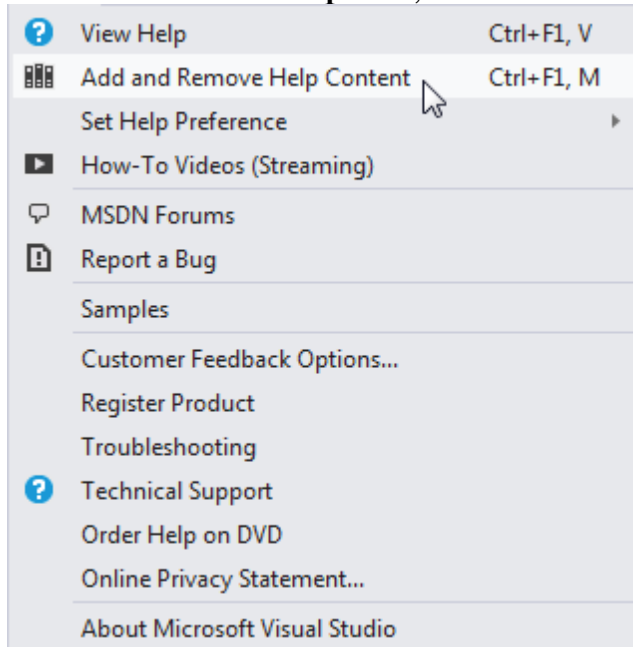 View Help Ctrl+F1, V
Add and Remove Help Content Ctrl+F1, M
Set Help Preference
How-To Videos (Streaming)
MSDN Forums
Report a Bug
Samples
Customer Feedback Options...
Register Product
Troubleshooting
Technical Support
Order Help on DVD
Online Privacy Statement...
About Microsoft Visual Studio